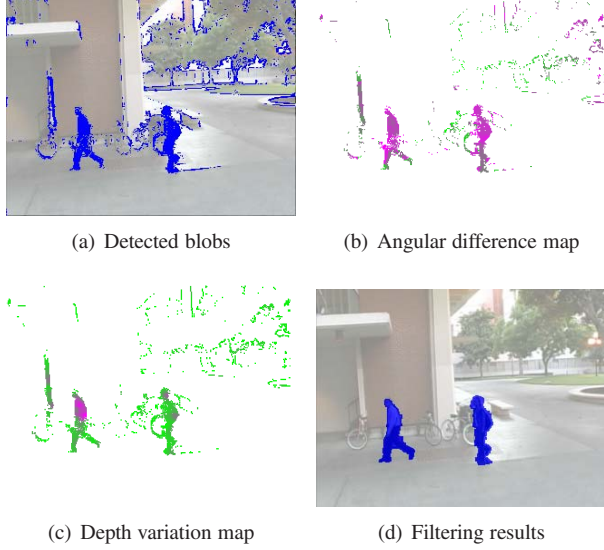 (a) Detected blobs
(b) Angular difference map
(c) Depth variation map
(d) Filtering results